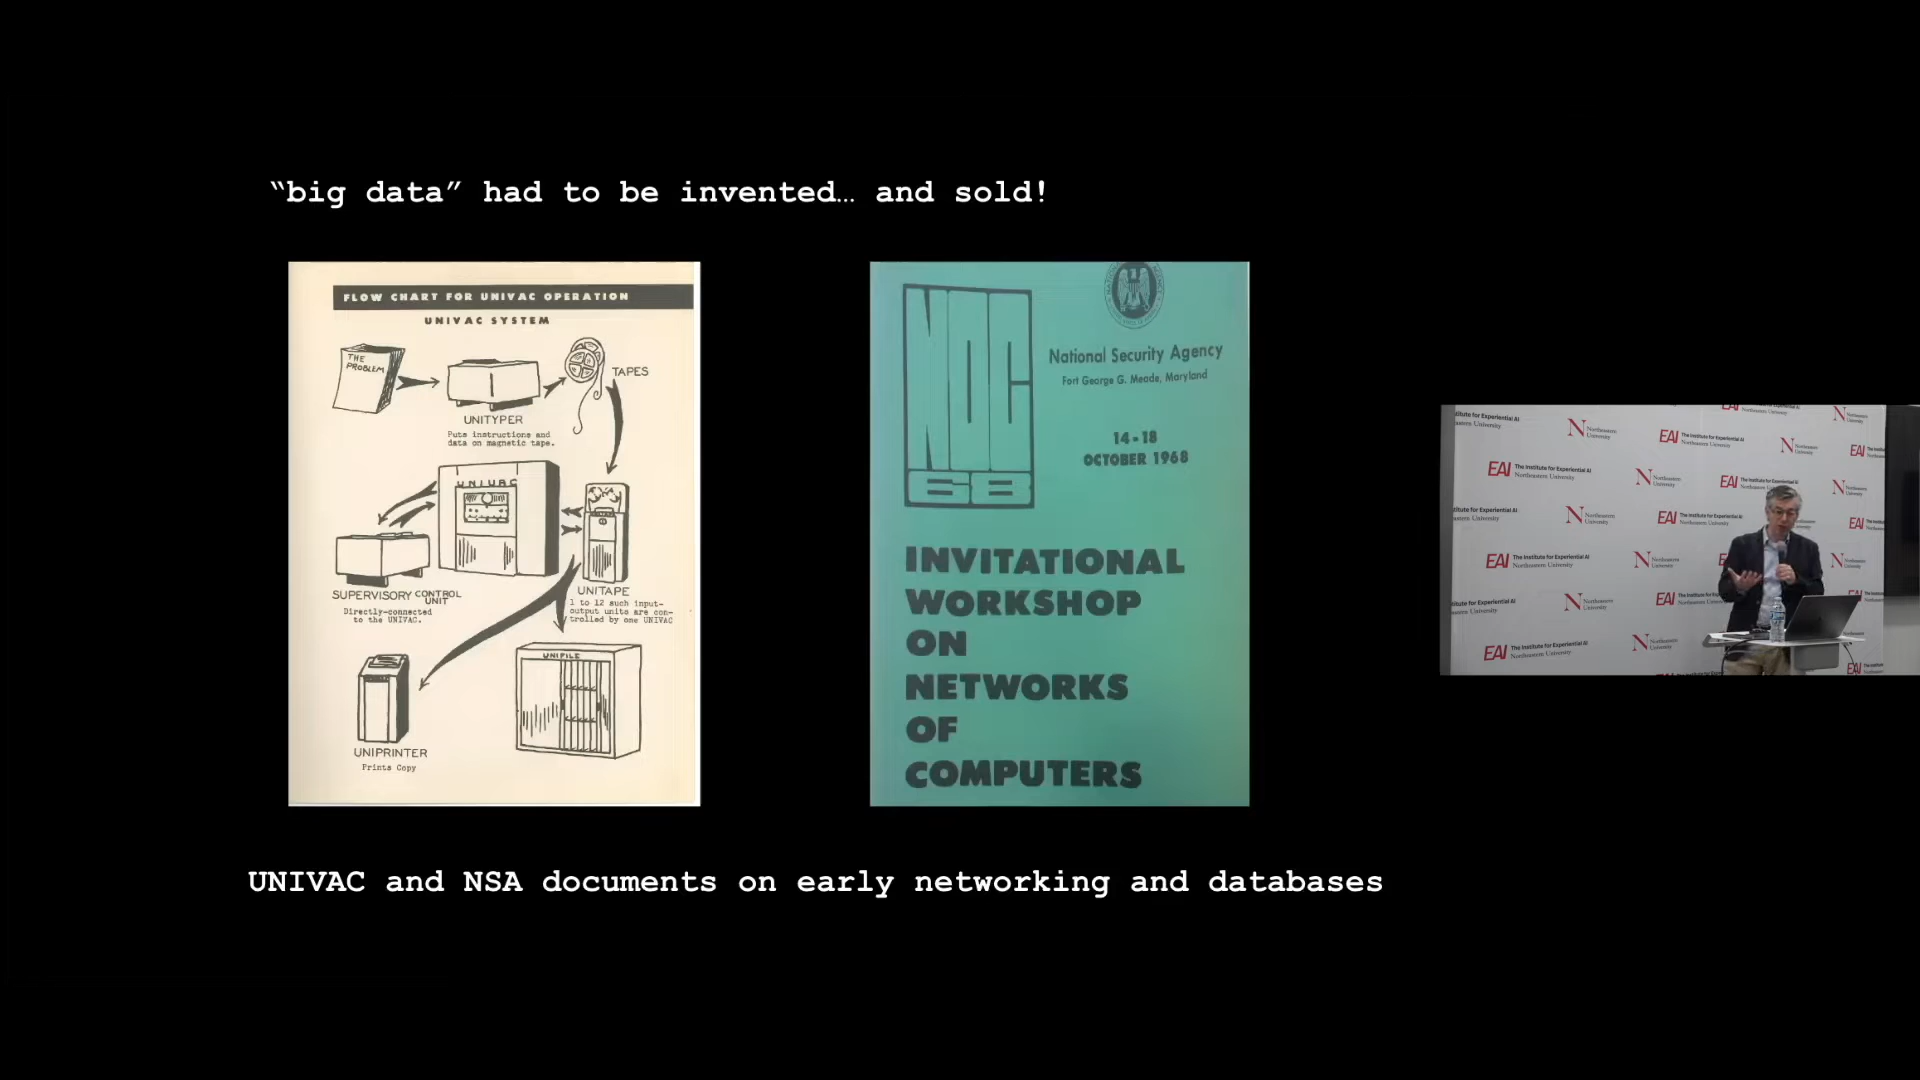 “big data” had to be invented… and sold!
FLOW CHART FOR UNIVAC OPERATION
UNIVAC SYSTEM
THE
PROBLEM
TAPES
UNITYPER
Puts instructions and
data on magnetic tape.
UNIVAC
SUPERVISORY CONTROL
UNIT
Directly-connected
to the UNIVAC.
UNITAPE
1 to 12 such input-
output units are con-
trolled by one UNIVAC
UNIFILE
UNIPRINTER
Prints Copy
NOC
68
National Security Agency
Fort George G. Meade, Maryland
14-18
OCTOBER 1968
INVITATIONAL
WORKSHOP
ON
NETWORKS
OF
COMPUTERS
UNIVAC and NSA documents on early networking and databases
EAI The Institute for Experiential AI
Northeastern University
N Northeastern
University